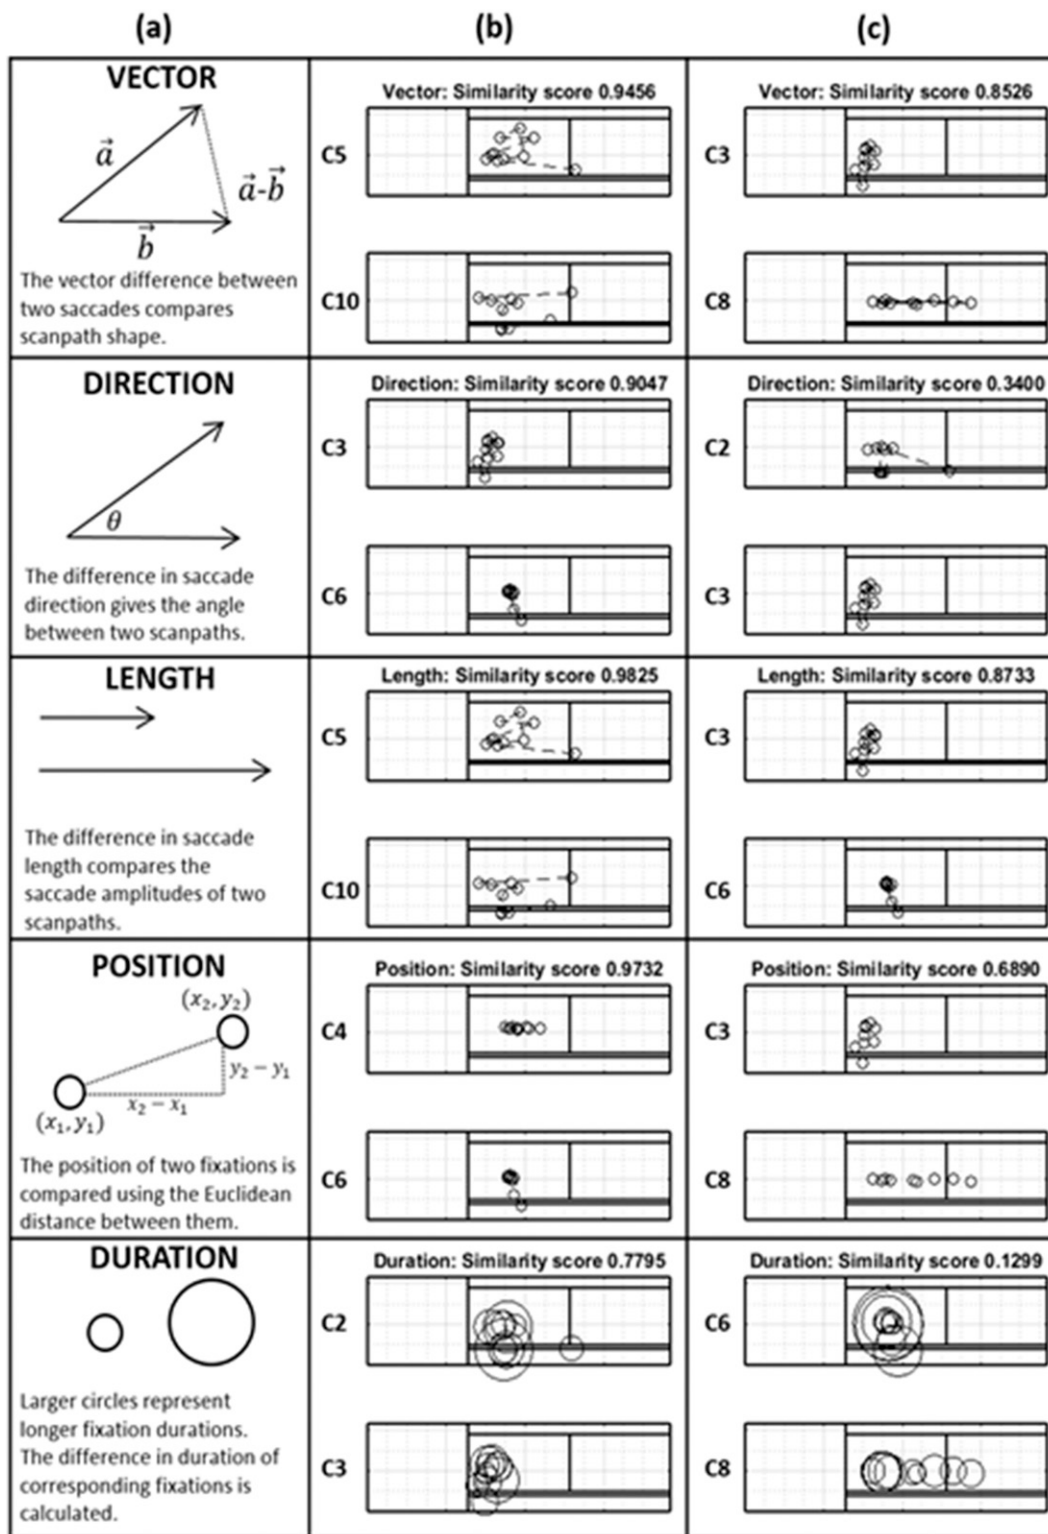 (a)
(b)
(c)
VECTOR
a
a-b
b
The vector difference between
two saccades compares
scanpath shape.
Vector: Similarity score 0.9456
C5
C10
Vector: Similarity score 0.8526
C3
C8
DIRECTION
θ
The difference in saccade
direction gives the angle
between two scanpaths.
Direction: Similarity score 0.9047
C3
C6
Direction: Similarity score 0.3400
C2
C3
LENGTH
The difference in saccade
length compares the
saccade amplitudes of two
scanpaths.
Length: Similarity score 0.9825
C5
C10
Length: Similarity score 0.8733
C3
C6
POSITION
(x₂, y₂)
y₂ − y₁
x₂ − x₁
(x₁, y₁)
The position of two fixations is
compared using the Euclidean
distance between them.
Position: Similarity score 0.9732
C4
C6
Position: Similarity score 0.6890
C3
C8
DURATION
Larger circles represent
longer fixation durations.
The difference in duration of
corresponding fixations is
calculated.
Duration: Similarity score 0.7795
C2
C3
Duration: Similarity score 0.1299
C6
C8